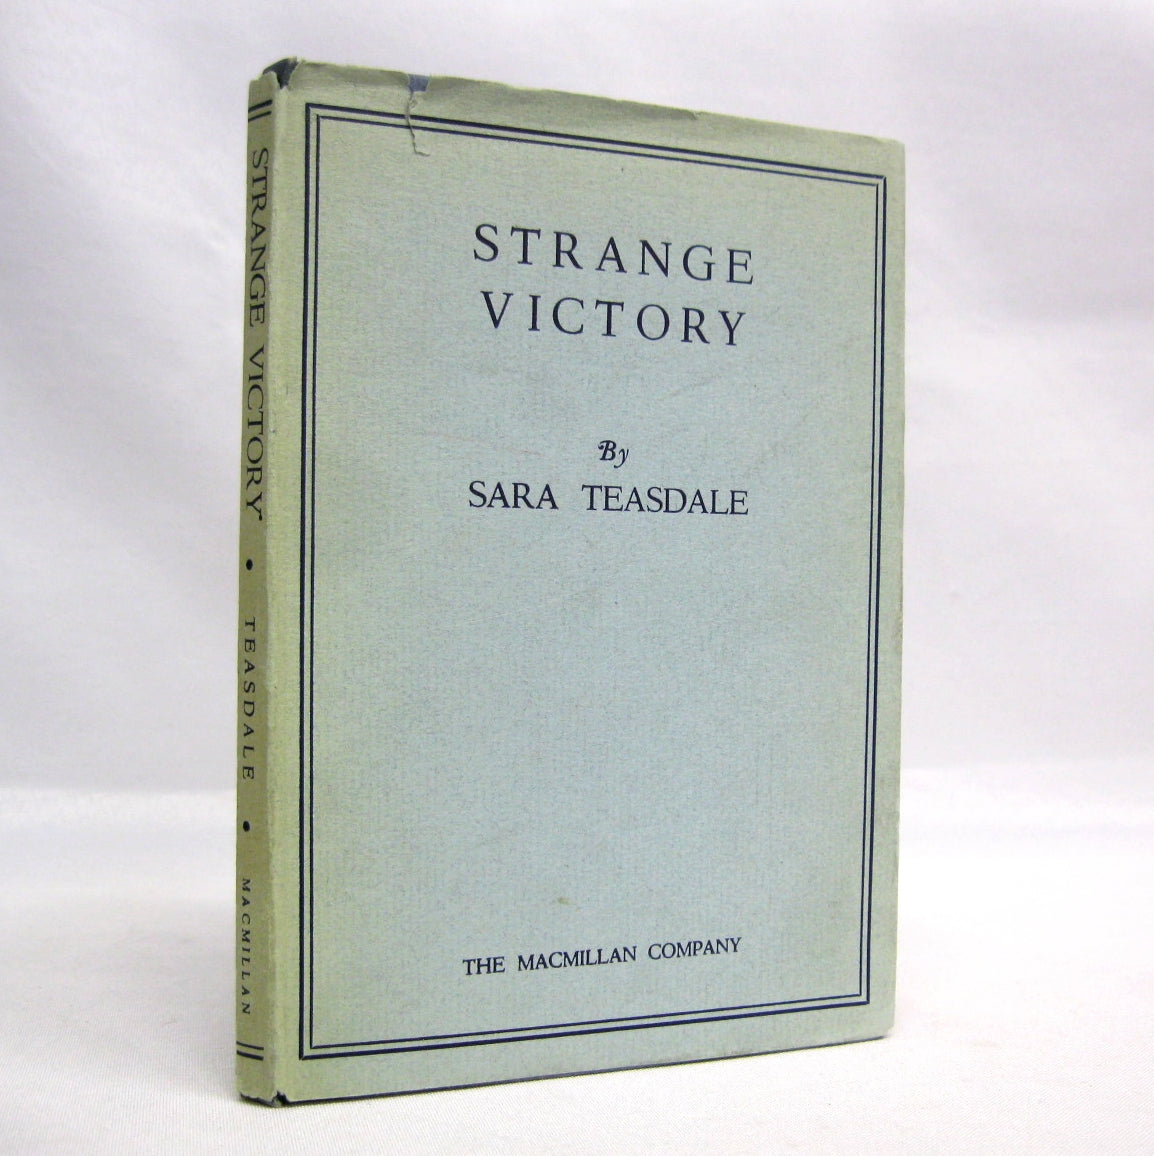 STRANGE
VICTORY
By
SARA TEASDALE
THE MACMILLAN COMPANY
STRANGE VICTORY • TEASDALE • MACMILLAN